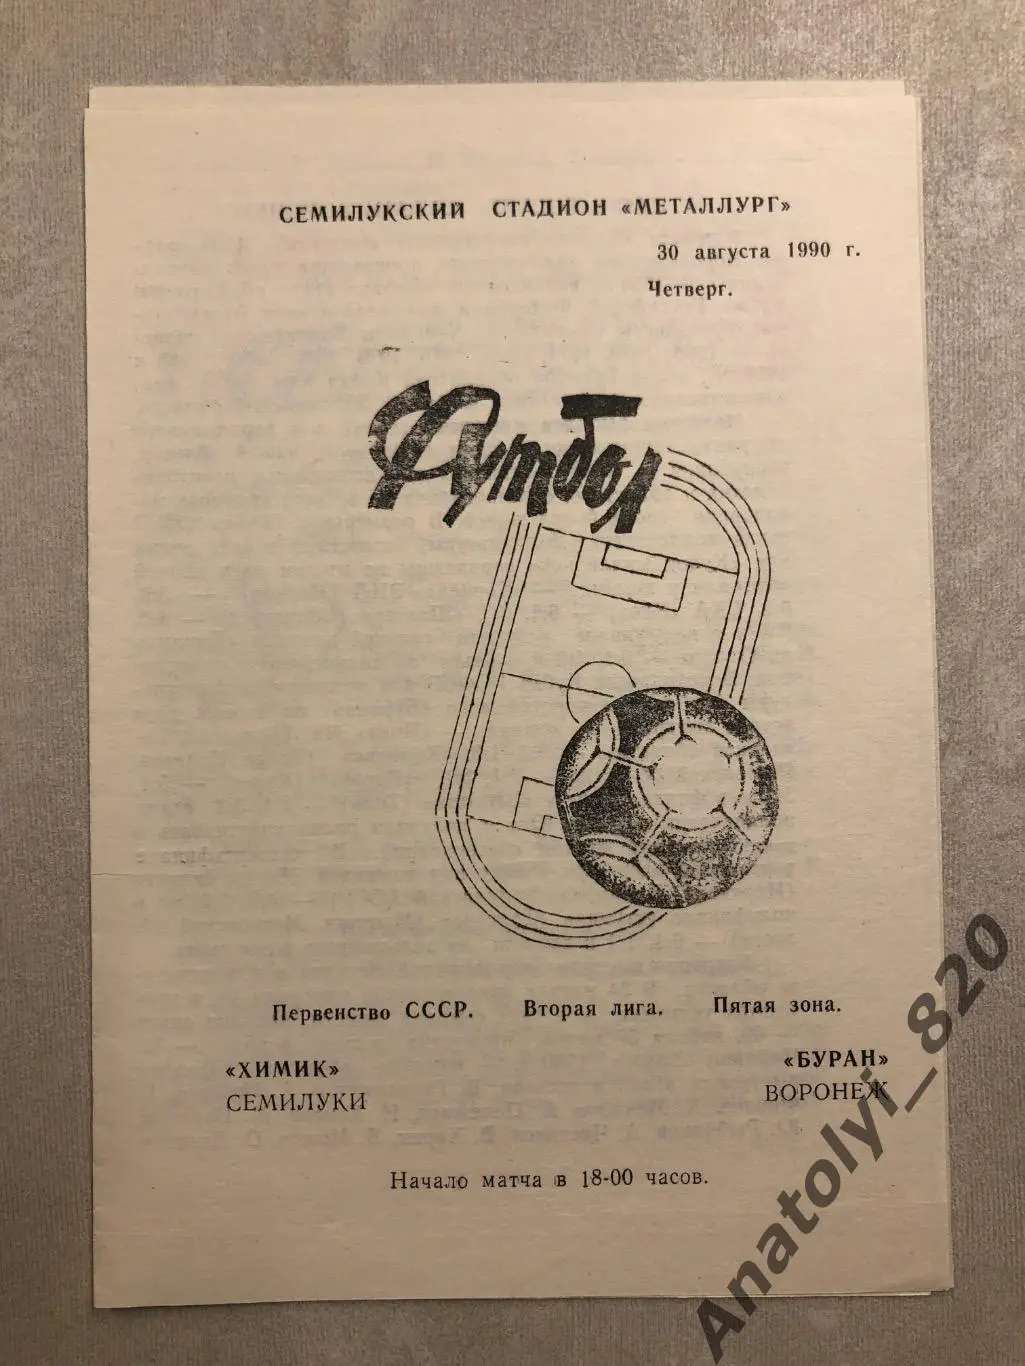 СЕМИЛУКСКИЙ СТАДИОН «МЕТАЛЛУРГ»
30 августа 1990 г.
Четверг.
Футбол
Первенство СССР. Вторая лига. Пятая зона.
«ХИМИК» «БУРАН»
СЕМИЛУКИ ВОРОНЕЖ
Начало матча в 18-00 часов.
Anatolyi_820